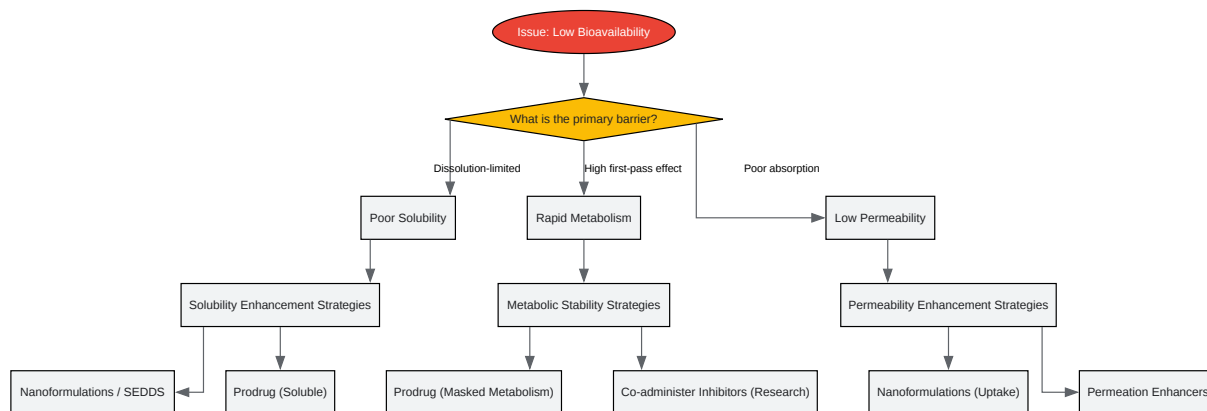 Issue: Low Bioavailability
What is the primary barrier?
Dissolution-limited
High first-pass effect
Poor absorption
Poor Solubility
Rapid Metabolism
Low Permeability
Solubility Enhancement Strategies
Metabolic Stability Strategies
Permeability Enhancement Strategies
Nanoformulations / SEDDS
Prodrug (Soluble)
Prodrug (Masked Metabolism)
Co-administer Inhibitors (Research)
Nanoformulations (Uptake)
Permeation Enhancers